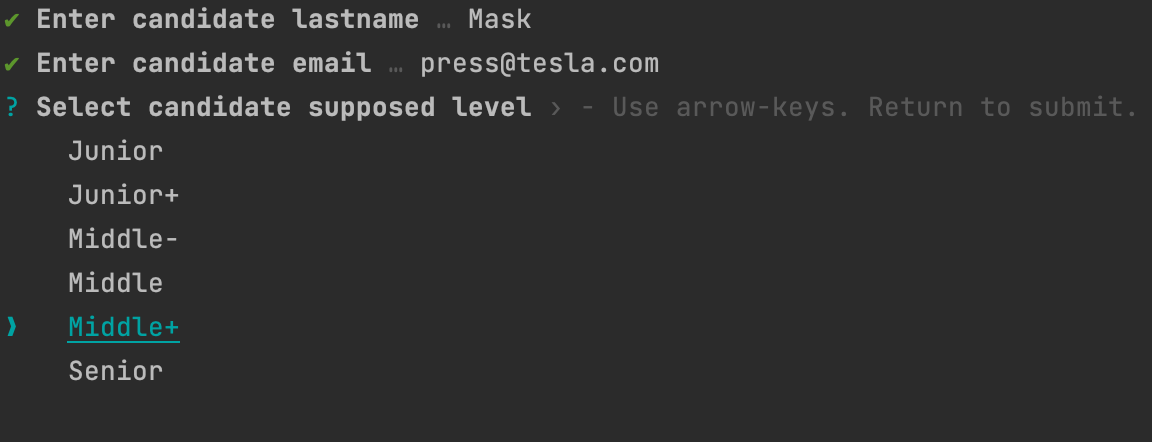 ✔ Enter candidate lastname … Mask
✔ Enter candidate email … press@tesla.com
? Select candidate supposed level › - Use arrow-keys. Return to submit.
Junior
Junior+
Middle-
Middle
❯ Middle+
Senior